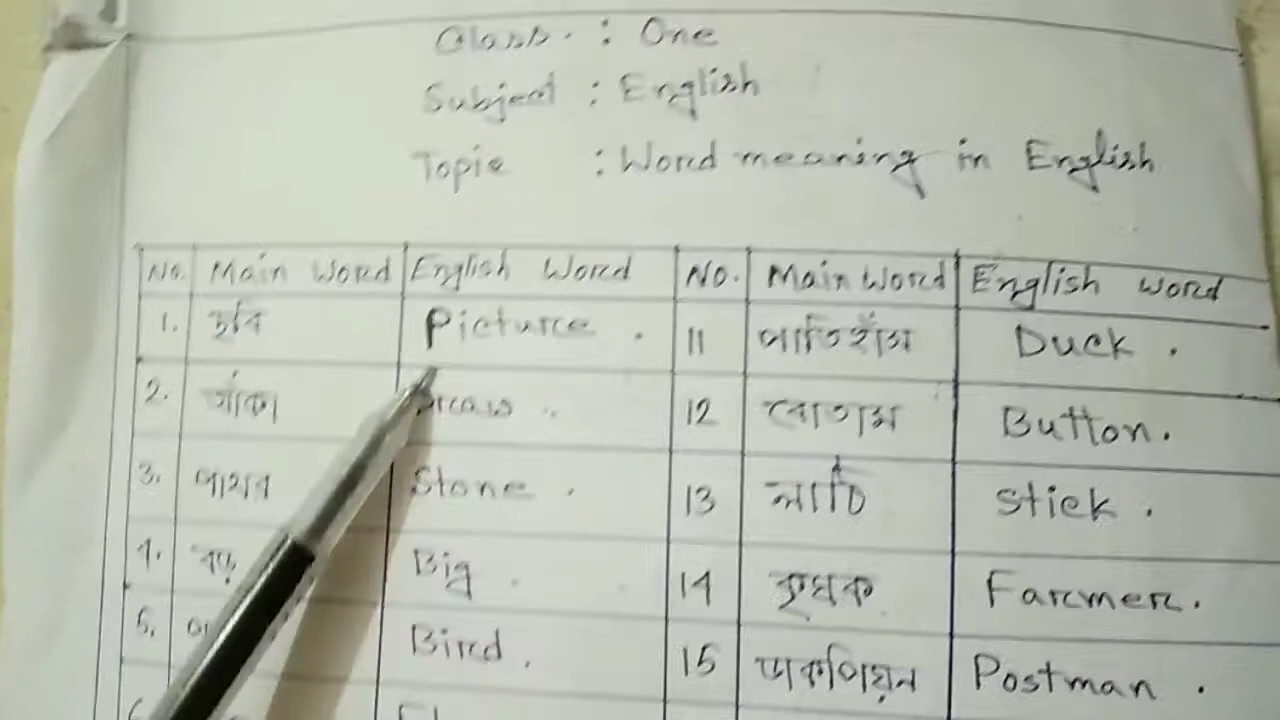 Class : One
Subject : English
Topic : Word meaning in English
No. Main Word English Word No. Main Word English Word
1. ছবি Picture . 11 পাতিহাঁস Duck .
2. আঁকা Draw .. 12 বোতাম Button.
3. পাথর Stone . 13 লাঠি Stick .
4. বড় Big . 14 কৃষক Farmer.
5. Bird . 15 ডাকপিয়ন Postman .